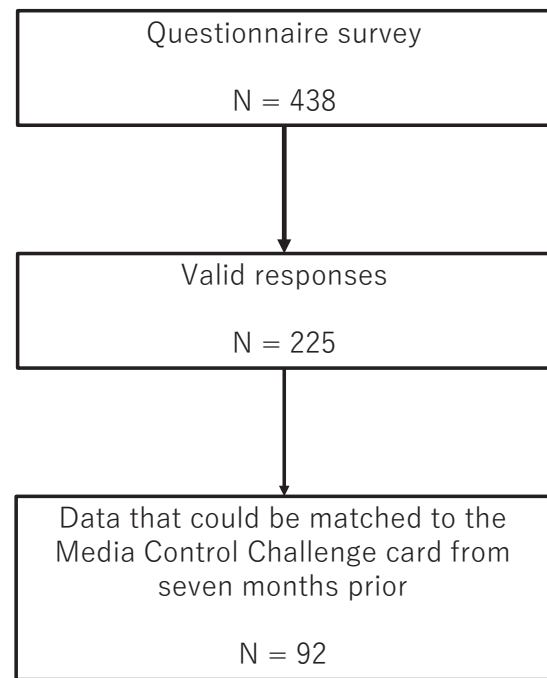 Questionnaire survey
N = 438
Valid responses
N = 225
Data that could be matched to the
Media Control Challenge card from
seven months prior
N = 92